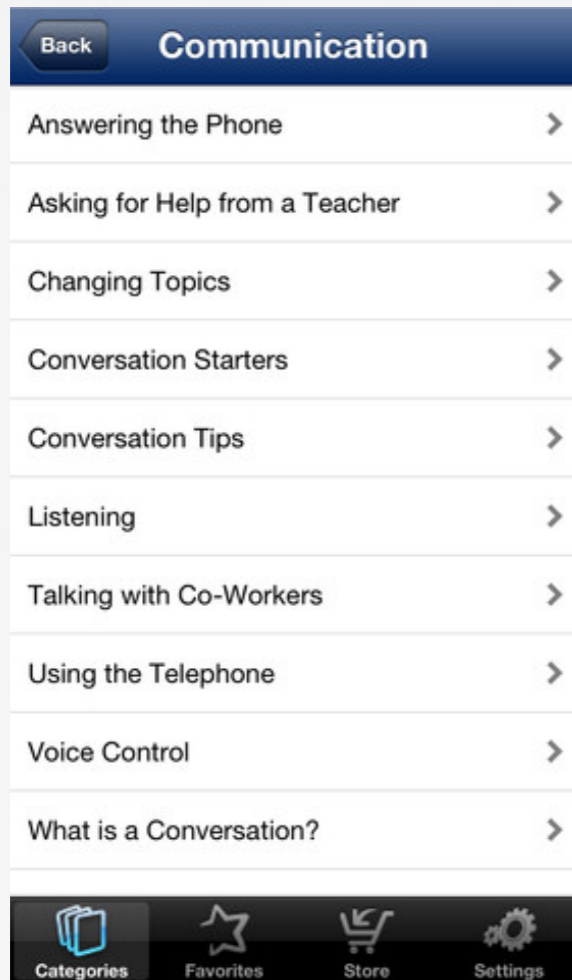 Back Communication
Answering the Phone
Asking for Help from a Teacher
Changing Topics
Conversation Starters
Conversation Tips
Listening
Talking with Co-Workers
Using the Telephone
Voice Control
What is a Conversation?
Categories Favorites Store Settings